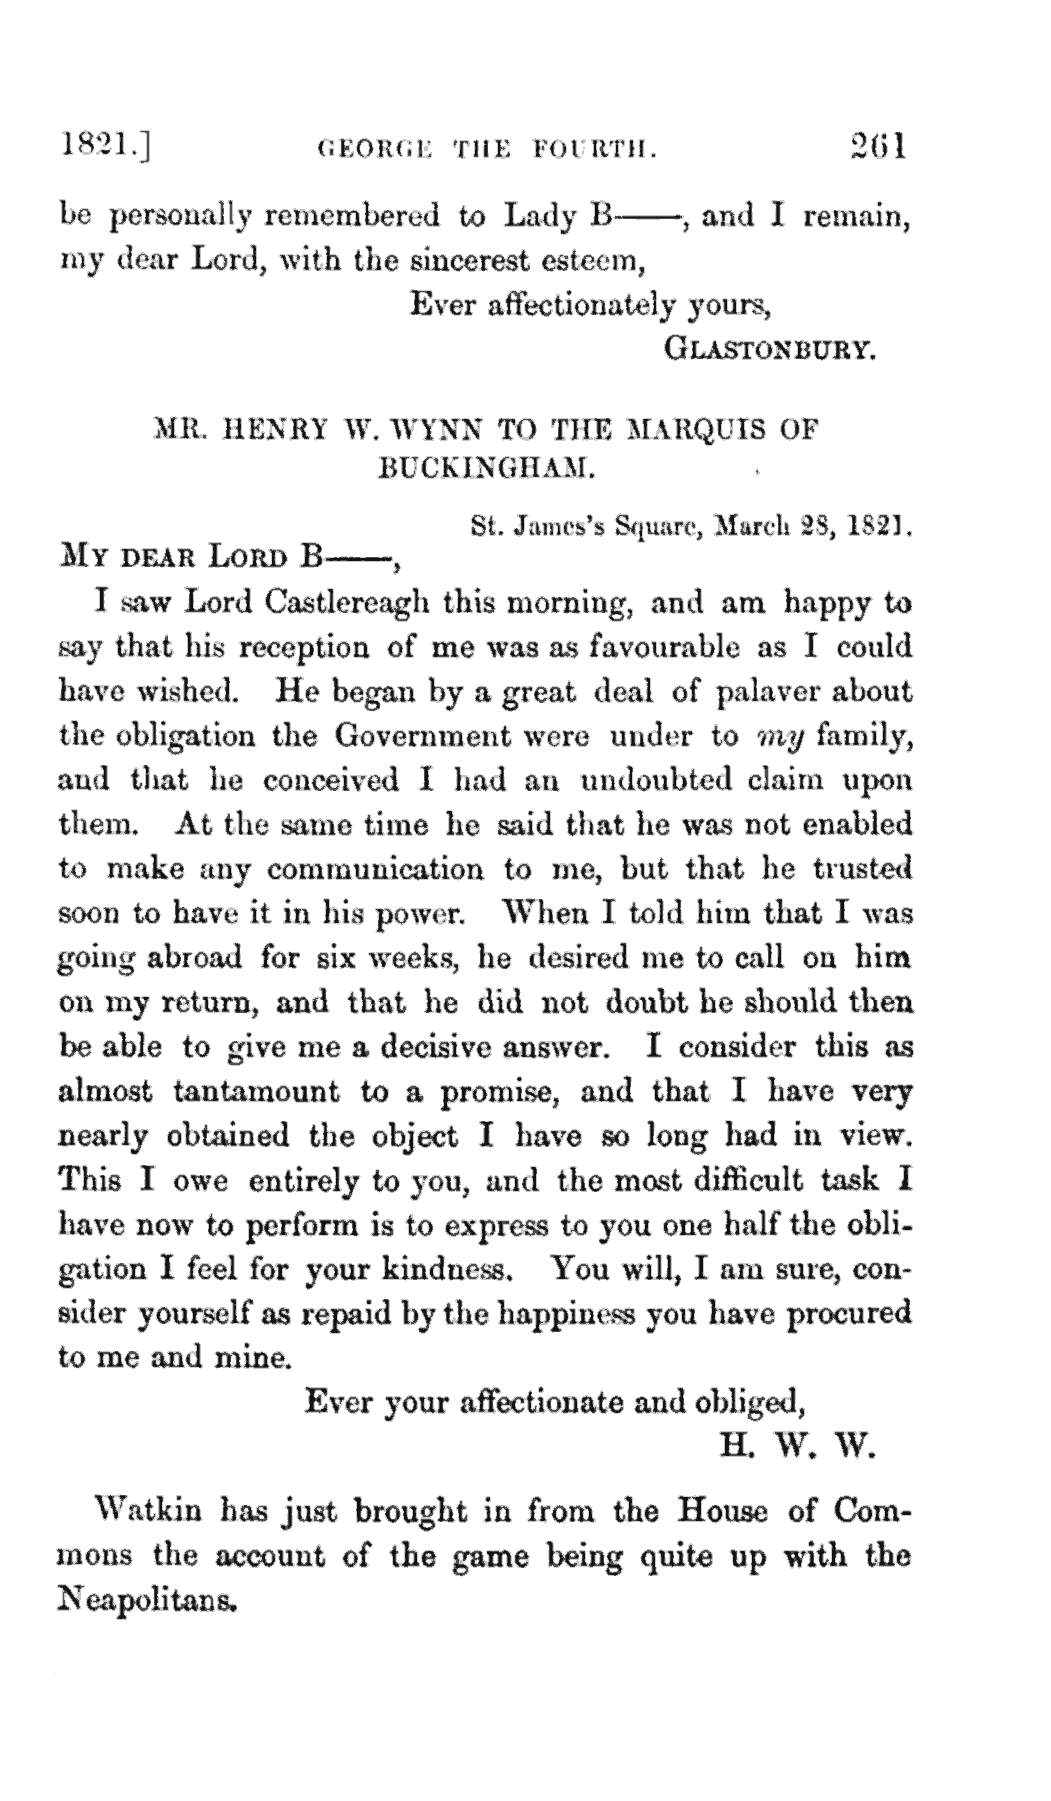 1821.] GEORGE THE FOURTH. 261
be personally remembered to Lady B——, and I remain,
my dear Lord, with the sincerest esteem,
Ever affectionately yours,
GLASTONBURY.
MR. HENRY W. WYNN TO THE MARQUIS OF
BUCKINGHAM.
St. James's Square, March 28, 1821.
MY DEAR LORD B——,
I saw Lord Castlereagh this morning, and am happy to
say that his reception of me was as favourable as I could
have wished. He began by a great deal of palaver about
the obligation the Government were under to my family,
and that he conceived I had an undoubted claim upon
them. At the same time he said that he was not enabled
to make any communication to me, but that he trusted
soon to have it in his power. When I told him that I was
going abroad for six weeks, he desired me to call on him
on my return, and that he did not doubt he should then
be able to give me a decisive answer. I consider this as
almost tantamount to a promise, and that I have very
nearly obtained the object I have so long had in view.
This I owe entirely to you, and the most difficult task I
have now to perform is to express to you one half the obli-
gation I feel for your kindness. You will, I am sure, con-
sider yourself as repaid by the happiness you have procured
to me and mine.
Ever your affectionate and obliged,
H. W. W.
Watkin has just brought in from the House of Com-
mons the account of the game being quite up with the
Neapolitans.